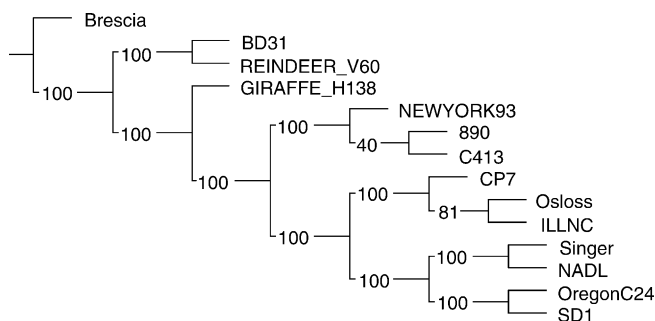 Brescia
BD31
100
REINDEER_V60
GIRAFFE_H138
100
NEWYORK93
100
100
890
40
C413
100
CP7
100
Osloss
81
ILLNC
100
Singer
100
NADL
100
OregonC24
100
SD1